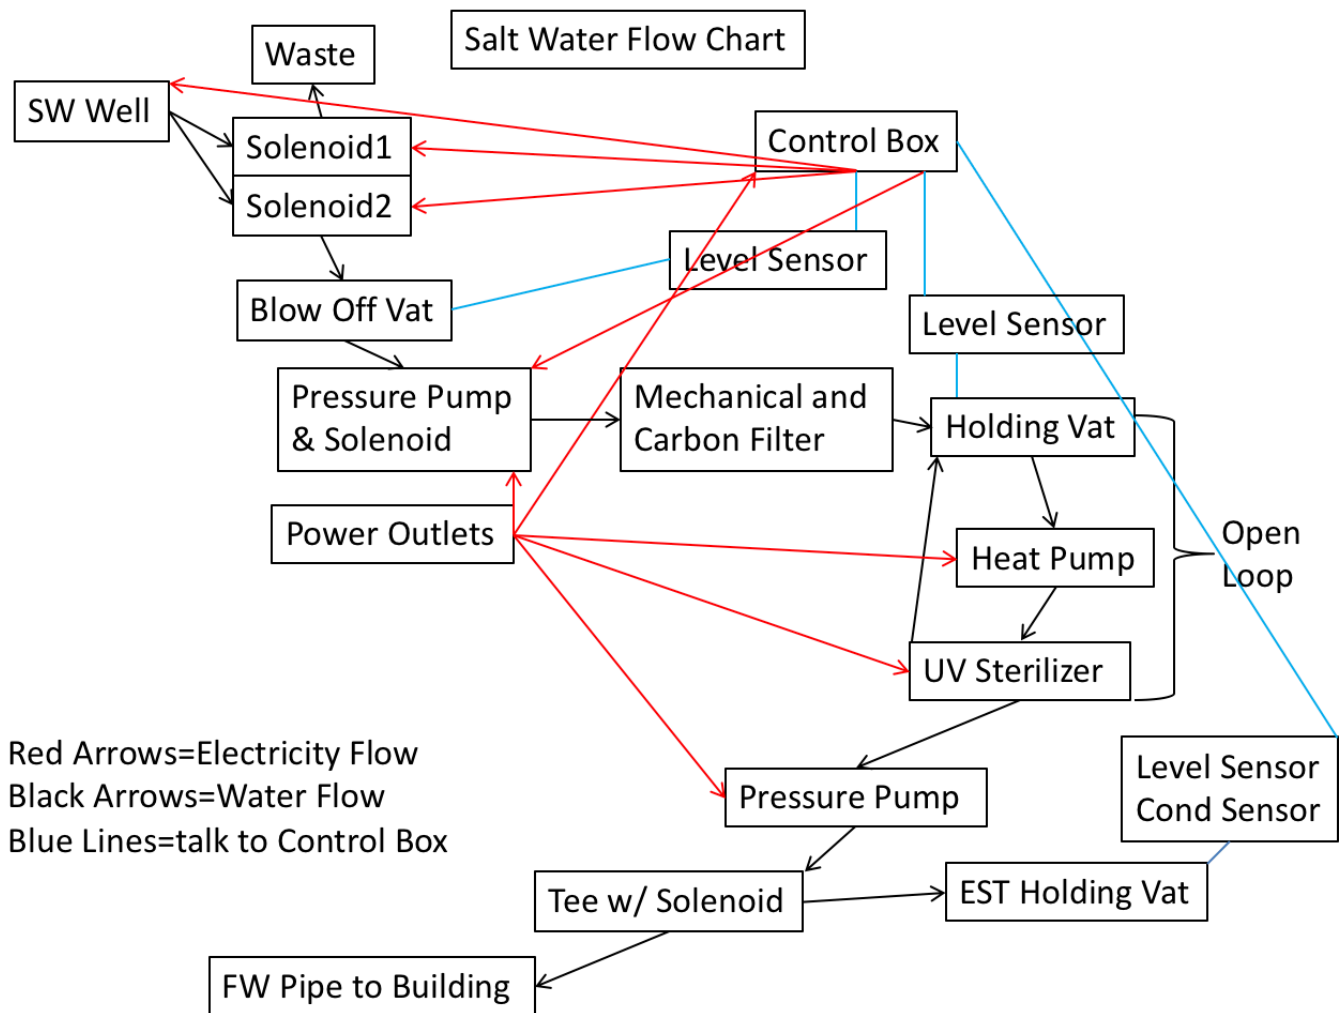 Salt Water Flow Chart
Waste
SW Well
Solenoid1
Control Box
Solenoid2
Level Sensor
Blow Off Vat
Level Sensor
Pressure Pump
& Solenoid
Mechanical and
Carbon Filter
Holding Vat
Power Outlets
Heat Pump
Open
Loop
UV Sterilizer
Red Arrows=Electricity Flow
Black Arrows=Water Flow
Blue Lines=talk to Control Box
Pressure Pump
Level Sensor
Cond Sensor
Tee w/ Solenoid
EST Holding Vat
FW Pipe to Building